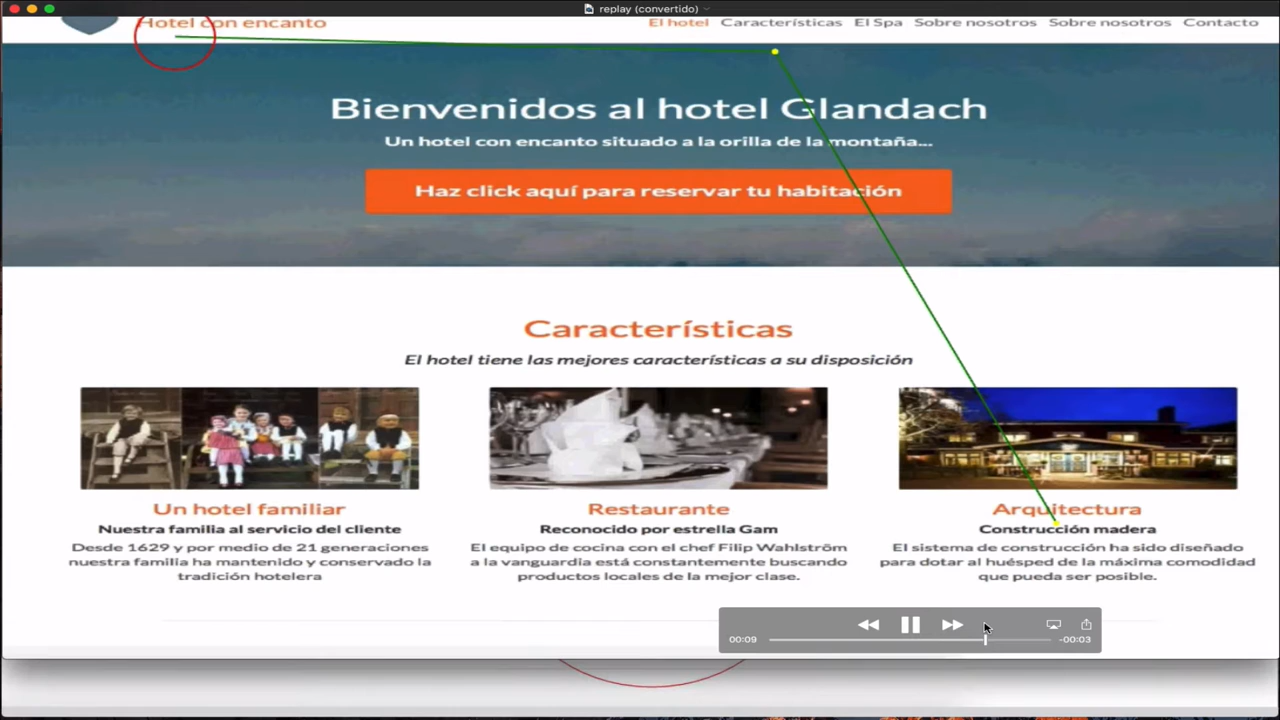 replay (convertido)
Hotel con encanto
El hotel Características El Spa Sobre nosotros Sobre nosotros Contacto
Bienvenidos al hotel Glandach
Un hotel con encanto situado a la orilla de la montaña...
Haz click aquí para reservar tu habitación
Características
El hotel tiene las mejores características a su disposición
Un hotel familiar
Nuestra familia al servicio del cliente
Desde 1629 y por medio de 21 generaciones
nuestra familia ha mantenido y conservado la
tradición hotelera
Restaurante
Reconocido por estrella Gam
El equipo de cocina con el chef Filip Wahlström
a la vanguardia está constantemente buscando
productos locales de la mejor clase.
Arquitectura
Construcción madera
El sistema de construcción ha sido diseñado
para dotar al huésped de la máxima comodidad
que pueda ser posible.
00:09 -00:03